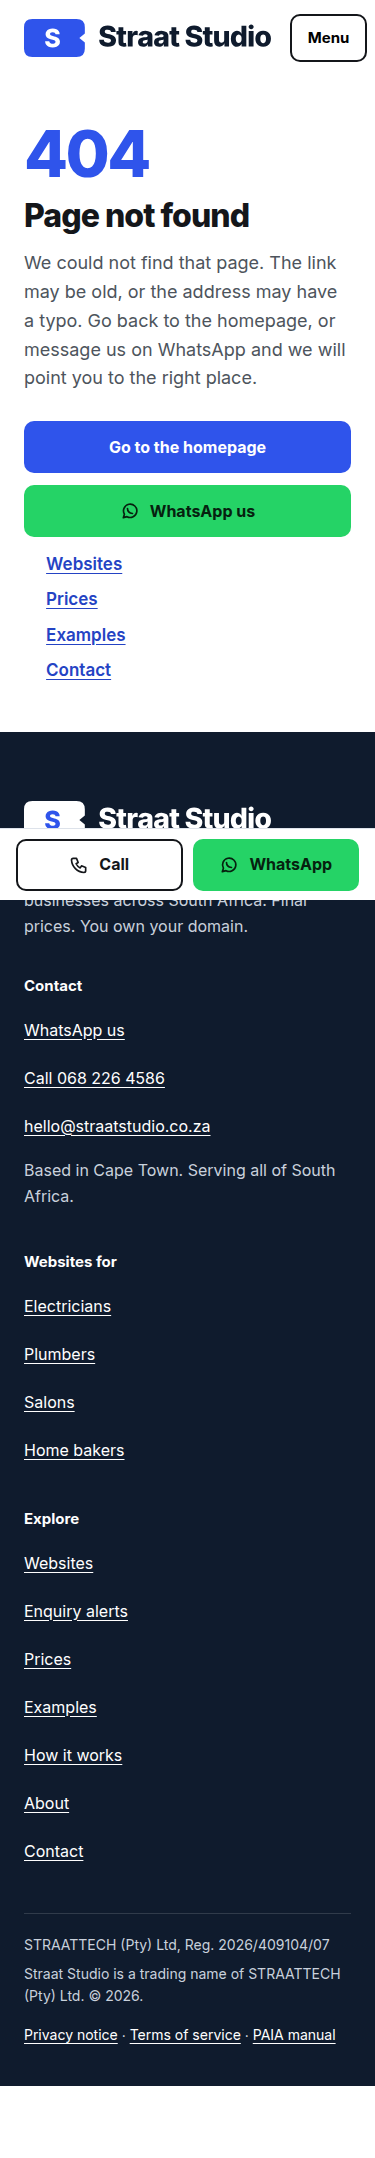 S Straat Studio Menu
404
Page not found
We could not find that page. The link
may be old, or the address may have
a typo. Go back to the homepage, or
message us on WhatsApp and we will
point you to the right place.
Go to the homepage
WhatsApp us
Websites
Prices
Examples
Contact
S Straat Studio
Call WhatsApp
businesses across South Africa. Final
prices. You own your domain.
Contact
WhatsApp us
Call 068 226 4586
hello@straatstudio.co.za
Based in Cape Town. Serving all of South
Africa.
Websites for
Electricians
Plumbers
Salons
Home bakers
Explore
Websites
Enquiry alerts
Prices
Examples
How it works
About
Contact
STRAATTECH (Pty) Ltd, Reg. 2026/409104/07
Straat Studio is a trading name of STRAATTECH
(Pty) Ltd. © 2026.
Privacy notice · Terms of service · PAIA manual